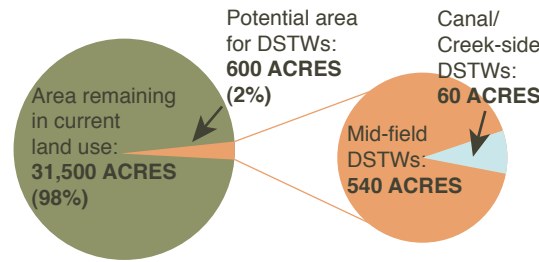 Potential area
for DSTWs:
600 ACRES
(2%)
Canal/
Creek-side
DSTWs:
60 ACRES
Area remaining
in current
land use:
31,500 ACRES
(98%)
Mid-field
DSTWs:
540 ACRES